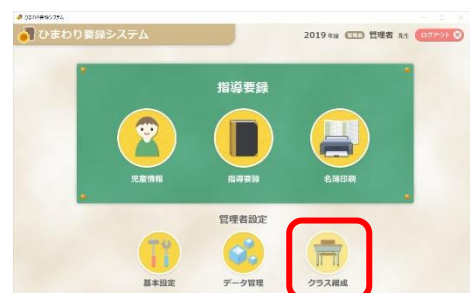 ひまわり要録システム
ひまわり要録システム
2019 年度 管理者 管理者 先生 ログアウト
指導要録
児童情報 指導要録 名簿印刷
管理者設定
基本設定 データ管理 クラス編成